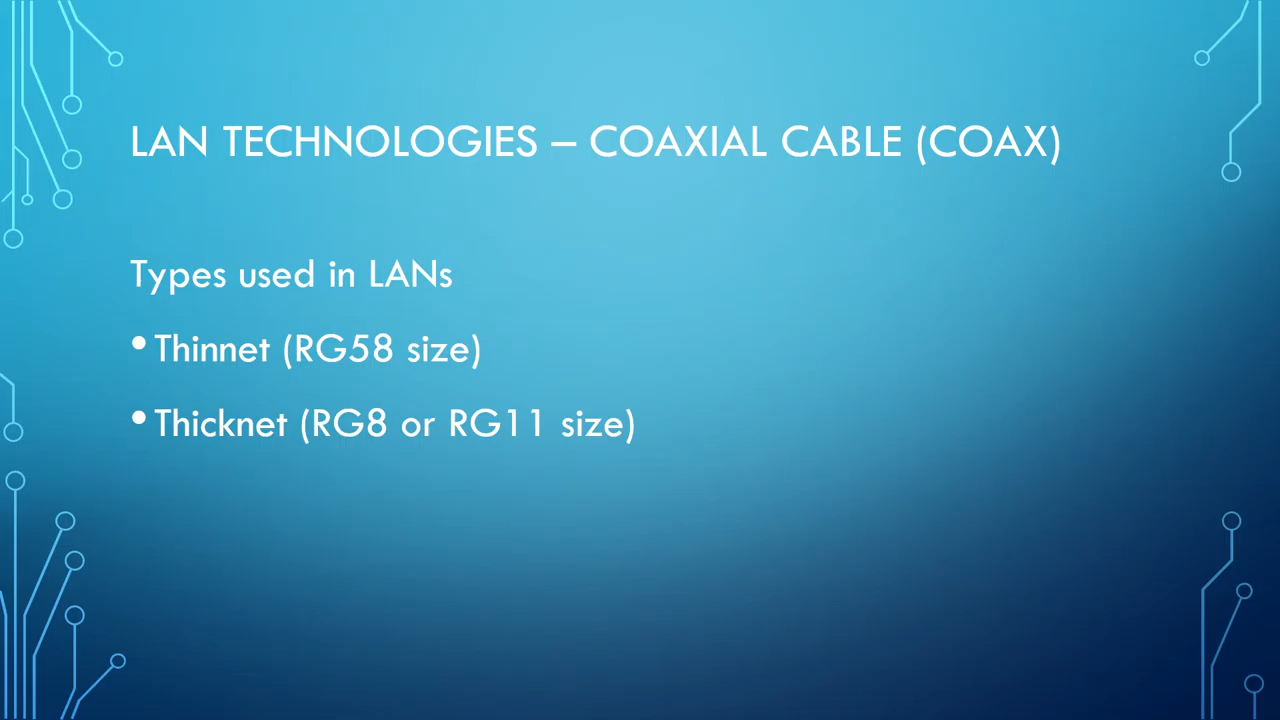 LAN TECHNOLOGIES – COAXIAL CABLE (COAX)
Types used in LANs
• Thinnet (RG58 size)
• Thicknet (RG8 or RG11 size)